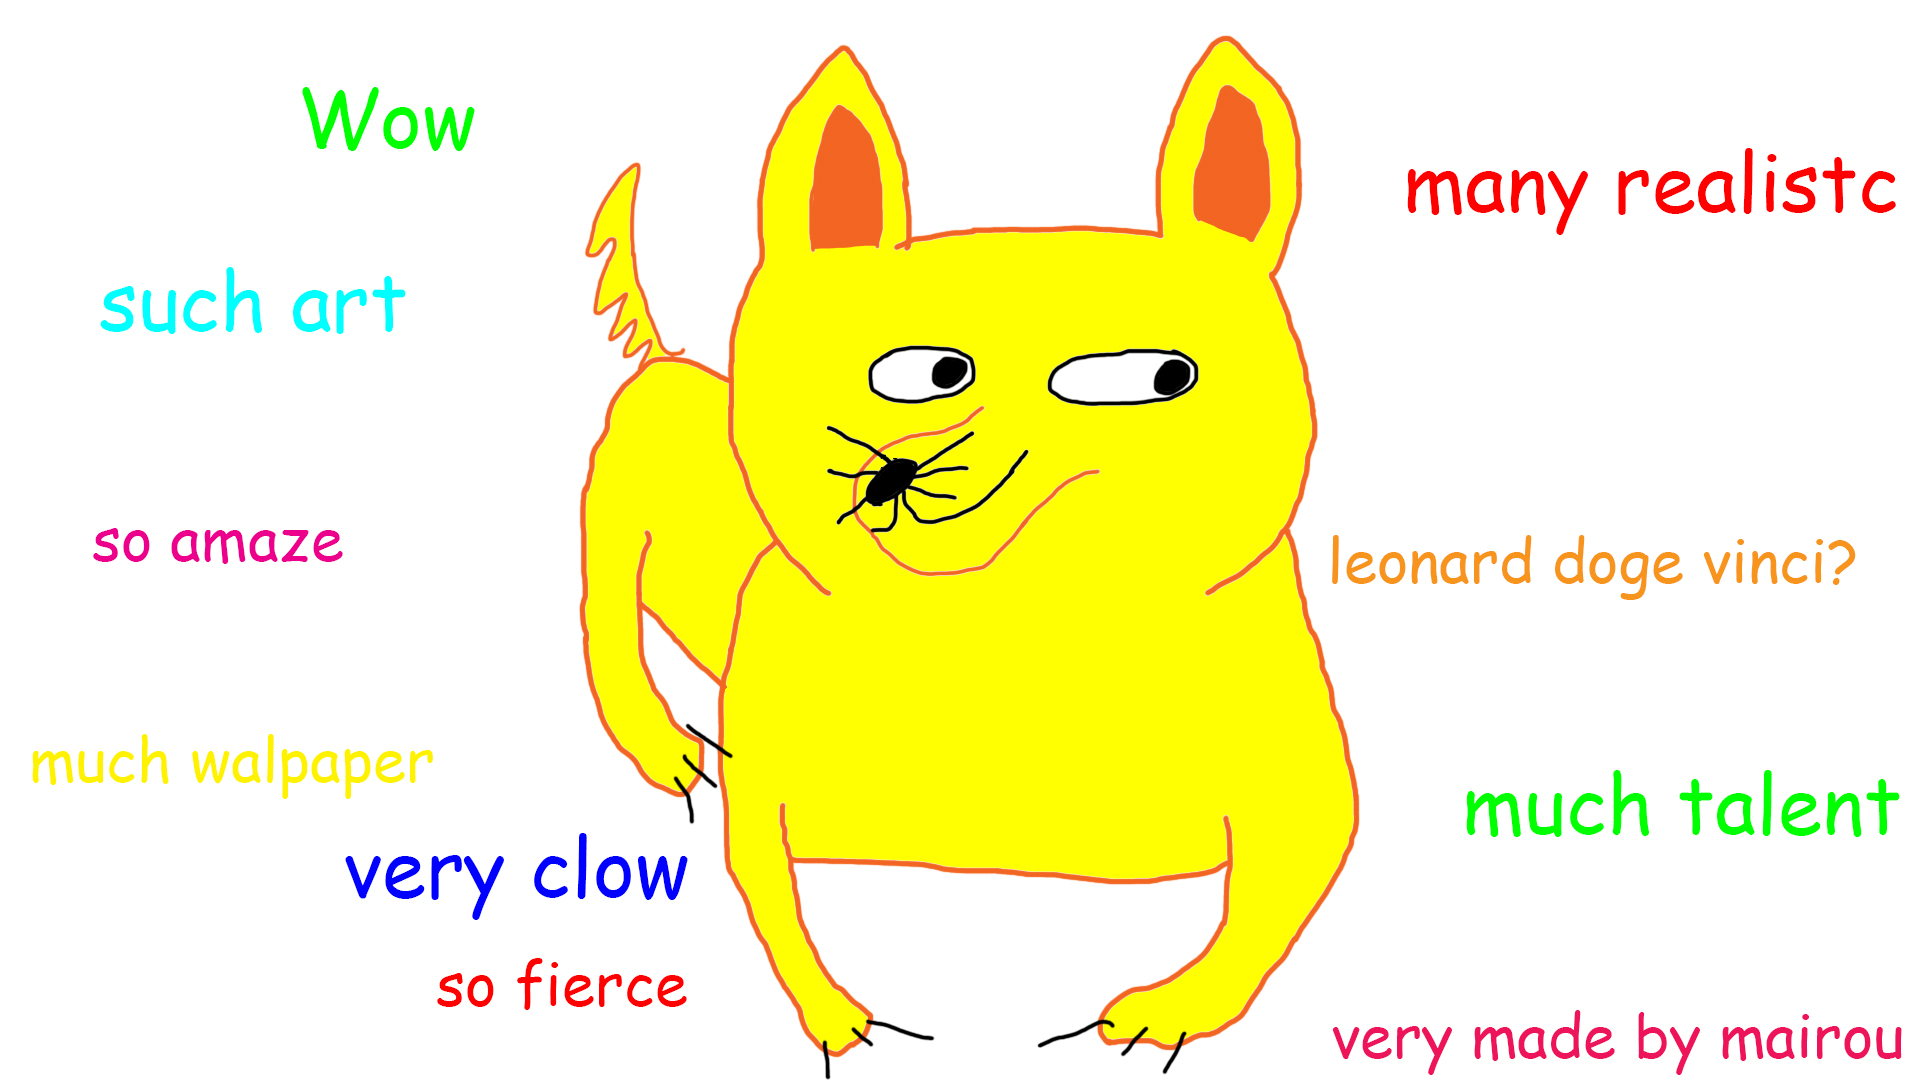 Wow
many realistc
such art
so amaze
leonard doge vinci?
much walpaper
much talent
very clow
so fierce
very made by mairou